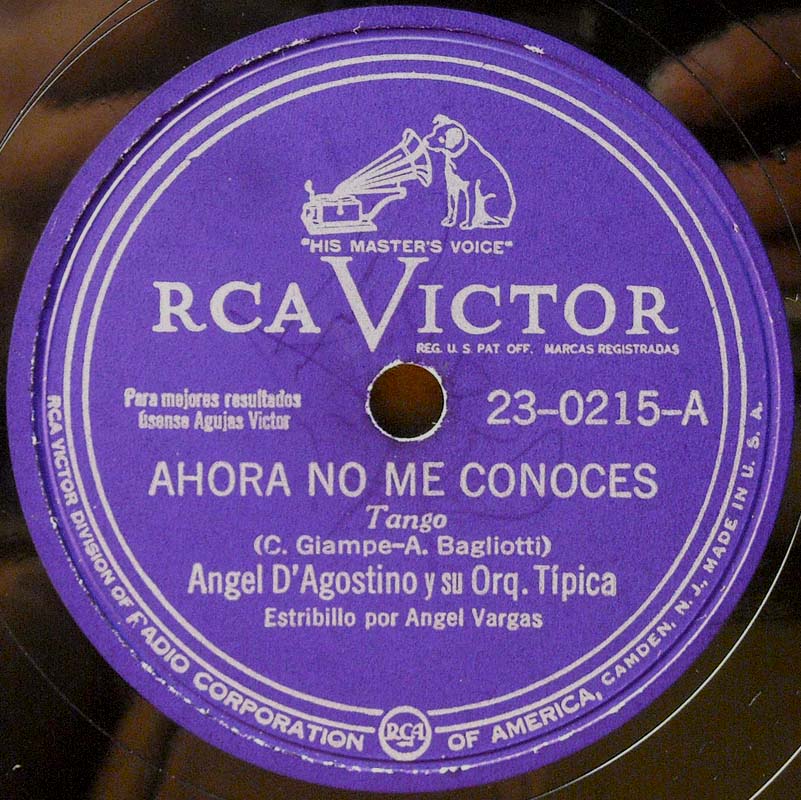 "HIS MASTER'S VOICE"
RCA VICTOR
REG. U. S. PAT. OFF. MARCAS REGISTRADAS
Para mejores resultados
úsense Agujas Victor
23-0215-A
AHORA NO ME CONOCES
Tango
(C. Giampe-A. Bagliotti)
Angel D'Agostino y su Orq. Típica
Estribillo por Angel Vargas
RCA VICTOR DIVISION OF RADIO CORPORATION OF AMERICA, CAMDEN, N. J., MADE IN U. S. A.
RCA